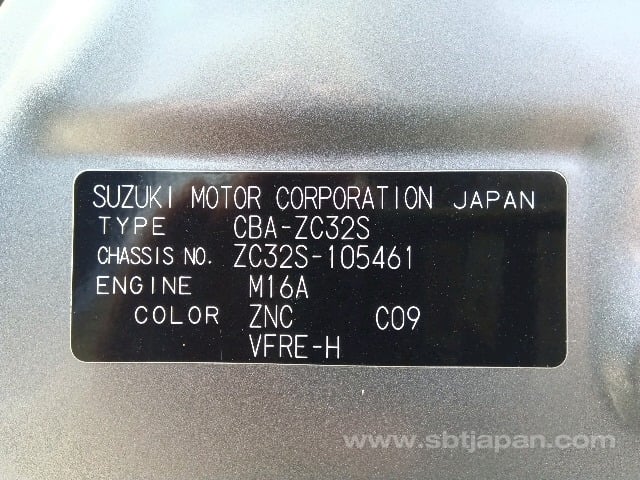 SUZUKI MOTOR CORPORATION JAPAN
TYPE CBA-ZC32S
CHASSIS NO. ZC32S-105461
ENGINE M16A
COLOR ZNC C09
VFRE-H
www.sbtjapan.com